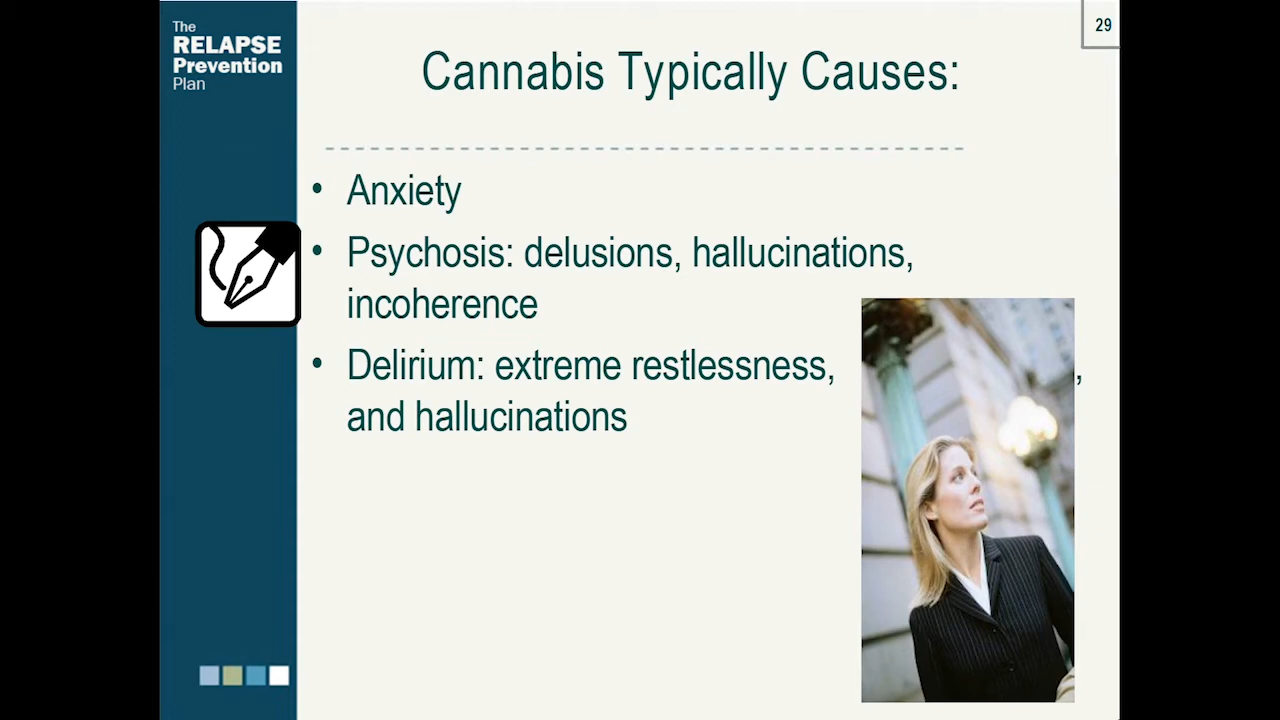 The
RELAPSE
Prevention
Plan
29
Cannabis Typically Causes:
• Anxiety
• Psychosis: delusions, hallucinations,
incoherence
• Delirium: extreme restlessness, ,
and hallucinations